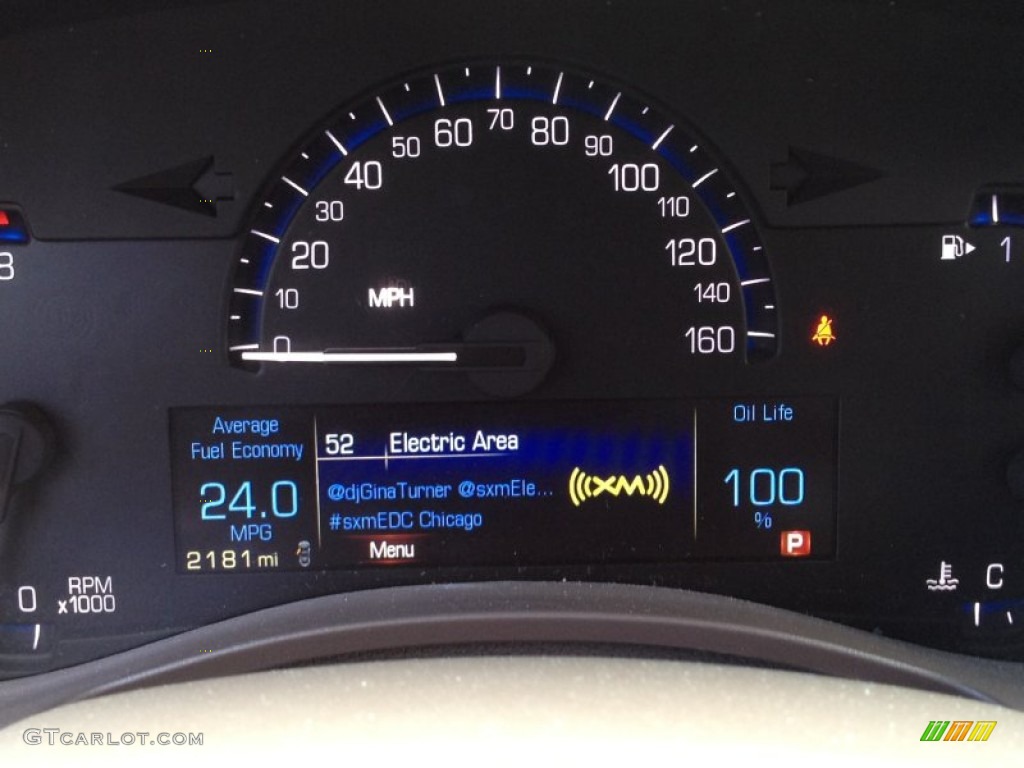 70
60 80
50 90
40 100
30 110
20 120
10 MPH 140
0 160
8
1
Average
Fuel Economy
24.0
MPG
2181 mi
52 Electric Area
@djGinaTurner @sxmEle...
#sxmEDC Chicago
XM
Menu
Oil Life
100
%
P
0 RPM
x1000
C
GTCARLOT.COM